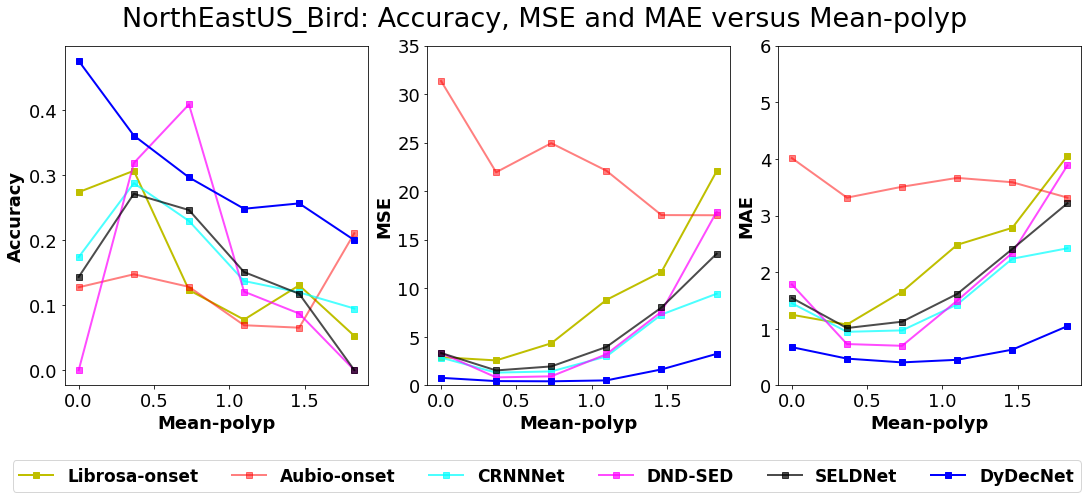 NorthEastUS_Bird: Accuracy, MSE and MAE versus Mean-polyp
Accuracy
0.4
0.3
0.2
0.1
0.0
0.0 0.5 1.0 1.5
Mean-polyp
MSE
35
30
25
20
15
10
5
0
0.0 0.5 1.0 1.5
Mean-polyp
MAE
6
5
4
3
2
1
0
0.0 0.5 1.0 1.5
Mean-polyp
Librosa-onset Aubio-onset CRNNNet DND-SED SELDNet DyDecNet